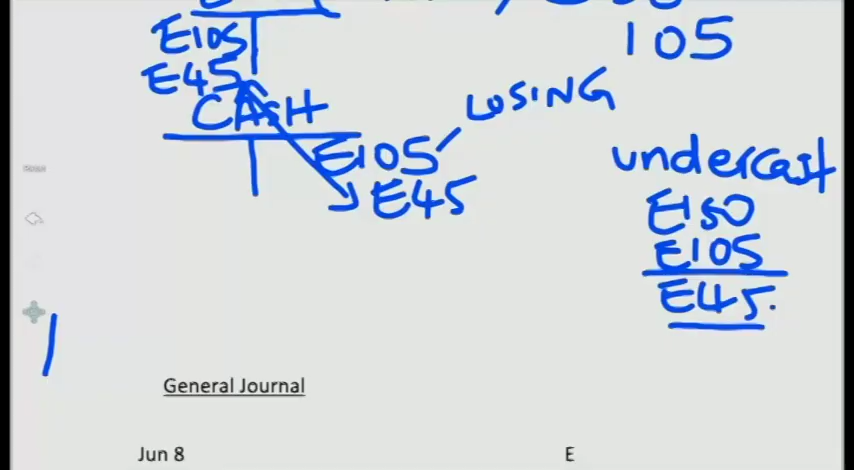 105
E105
E45
CASH
LOSING
E105
E45
undercast
E150
E105
E45.
General Journal
Jun 8 E